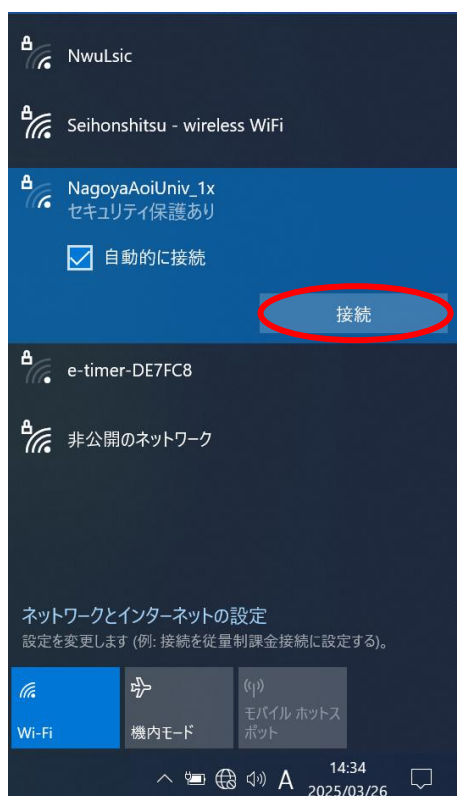 NwuLsic
Seihonshitsu - wireless WiFi
NagoyaAoiUniv_1x
セキュリティ保護あり
自動的に接続
接続
e-timer-DE7FC8
非公開のネットワーク
ネットワークとインターネットの設定
設定を変更します (例: 接続を従量制課金接続に設定する)。
Wi-Fi
機内モード
モバイル ホットス
ポット
A
14:34
2025/03/26